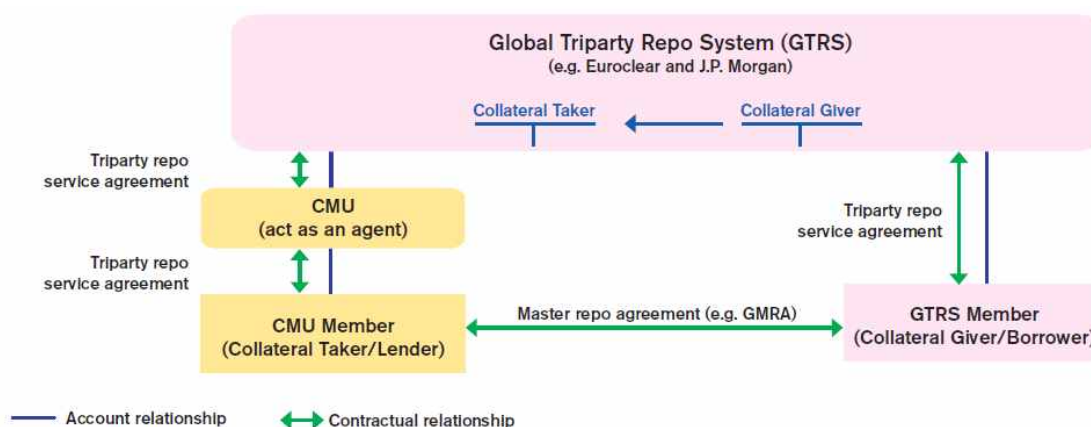 Global Triparty Repo System (GTRS)
(e.g. Euroclear and J.P. Morgan)
Collateral Taker
Collateral Giver
Triparty repo
service agreement
CMU
(act as an agent)
Triparty repo
service agreement
Triparty repo
service agreement
CMU Member
(Collateral Taker/Lender)
Master repo agreement (e.g. GMRA)
GTRS Member
(Collateral Giver/Borrower)
Account relationship
Contractual relationship